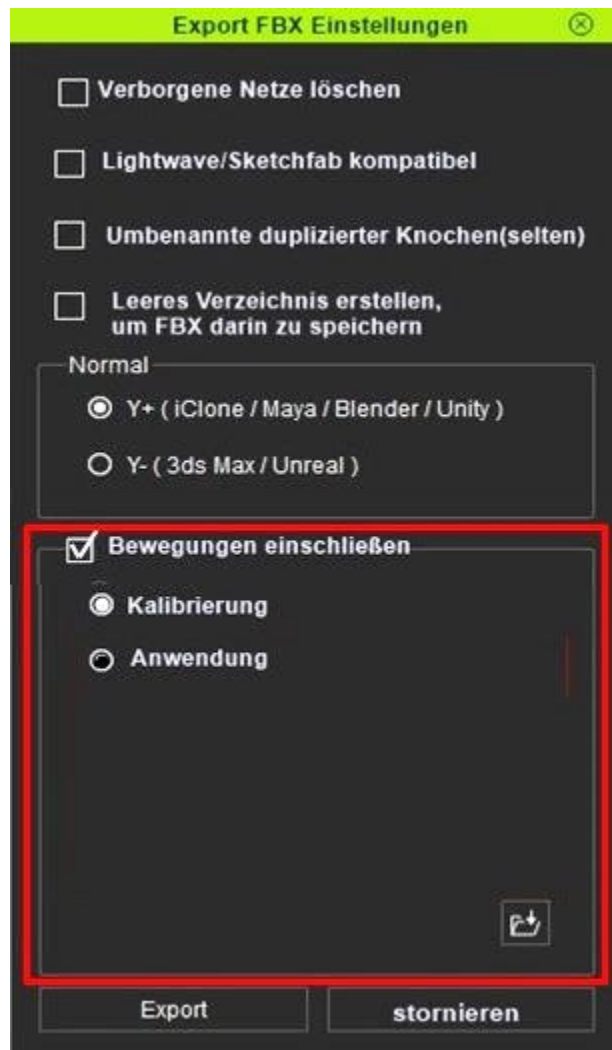 Export FBX Einstellungen
Verborgene Netze löschen
Lightwave/Sketchfab kompatibel
Umbenannte duplizierter Knochen(selten)
Leeres Verzeichnis erstellen,
um FBX darin zu speichern
Normal
Y+ ( iClone / Maya / Blender / Unity )
Y- ( 3ds Max / Unreal )
Bewegungen einschließen
Kalibrierung
Anwendung
Export
stornieren